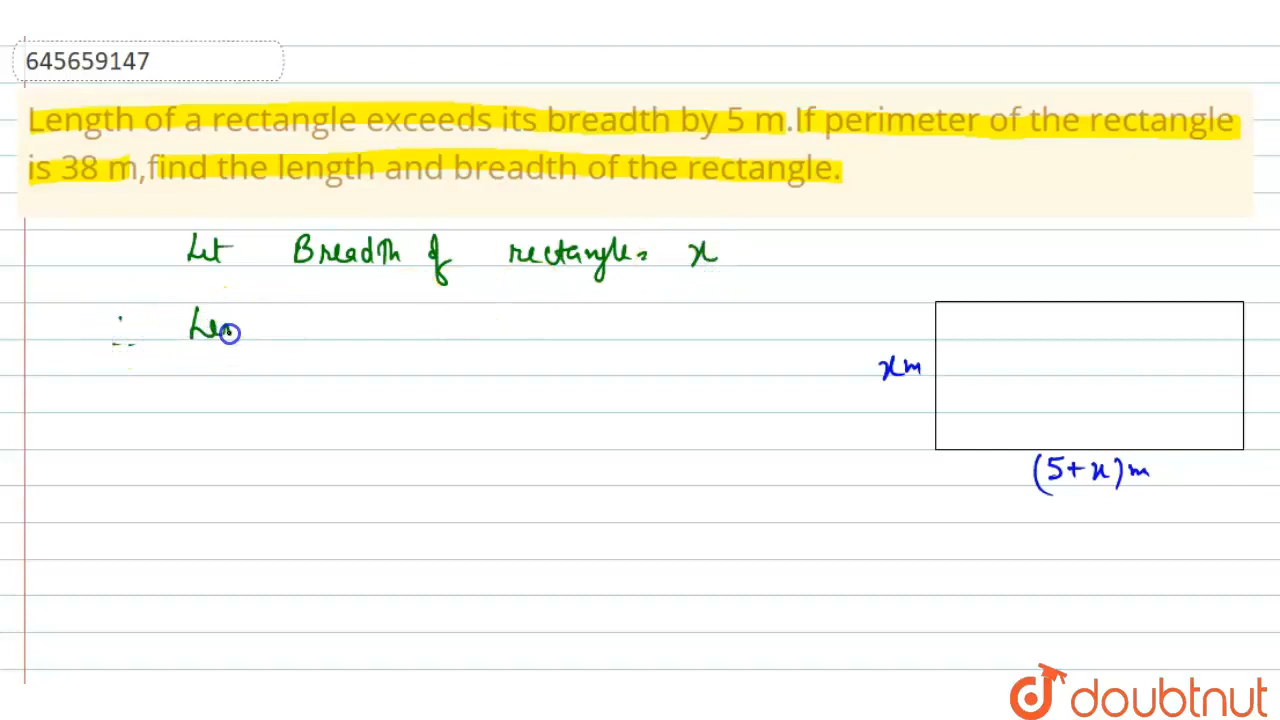 645659147
Length of a rectangle exceeds its breadth by 5 m.If perimeter of the rectangle
is 38 m,find the length and breadth of the rectangle.
Let Breadth of rectangle = x
∴ Len
x m
(5+x) m
doubtnut